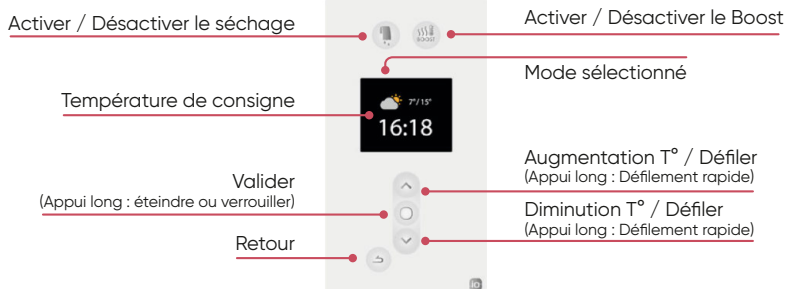 Activer / Désactiver le séchage
Activer / Désactiver le Boost
BOOST
Mode sélectionné
Température de consigne
7°/15°
16:18
Augmentation T° / Défiler
(Appui long : Défilement rapide)
Valider
(Appui long : éteindre ou verrouiller)
Diminution T° / Défiler
(Appui long : Défilement rapide)
Retour
io